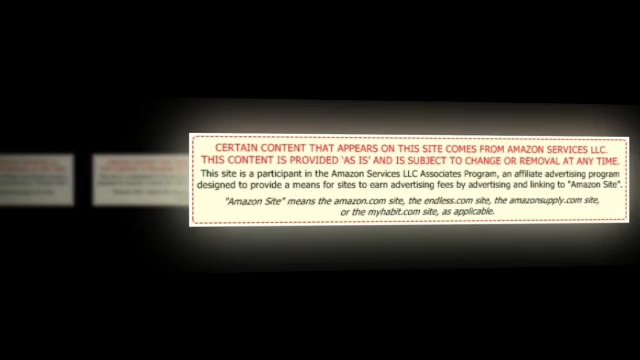 CERTAIN CONTENT THAT APPEARS ON THIS SITE COMES FROM AMAZON SERVICES LLC.
THIS CONTENT IS PROVIDED 'AS IS' AND IS SUBJECT TO CHANGE OR REMOVAL AT ANY TIME.
This site is a participant in the Amazon Services LLC Associates Program, an affiliate advertising program
designed to provide a means for sites to earn advertising fees by advertising and linking to "Amazon Site".
"Amazon Site" means the amazon.com site, the endless.com site, the amazonsupply.com site,
or the myhabit.com site, as applicable.